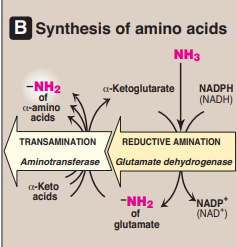 B Synthesis of amino acids
NH3
–NH2
of
α-amino
acids
α-Ketoglutarate
NADPH
(NADH)
TRANSAMINATION
Aminotransferase
REDUCTIVE AMINATION
Glutamate dehydrogenase
α-Keto
acids
–NH2
of
glutamate
NADP+
(NAD+)